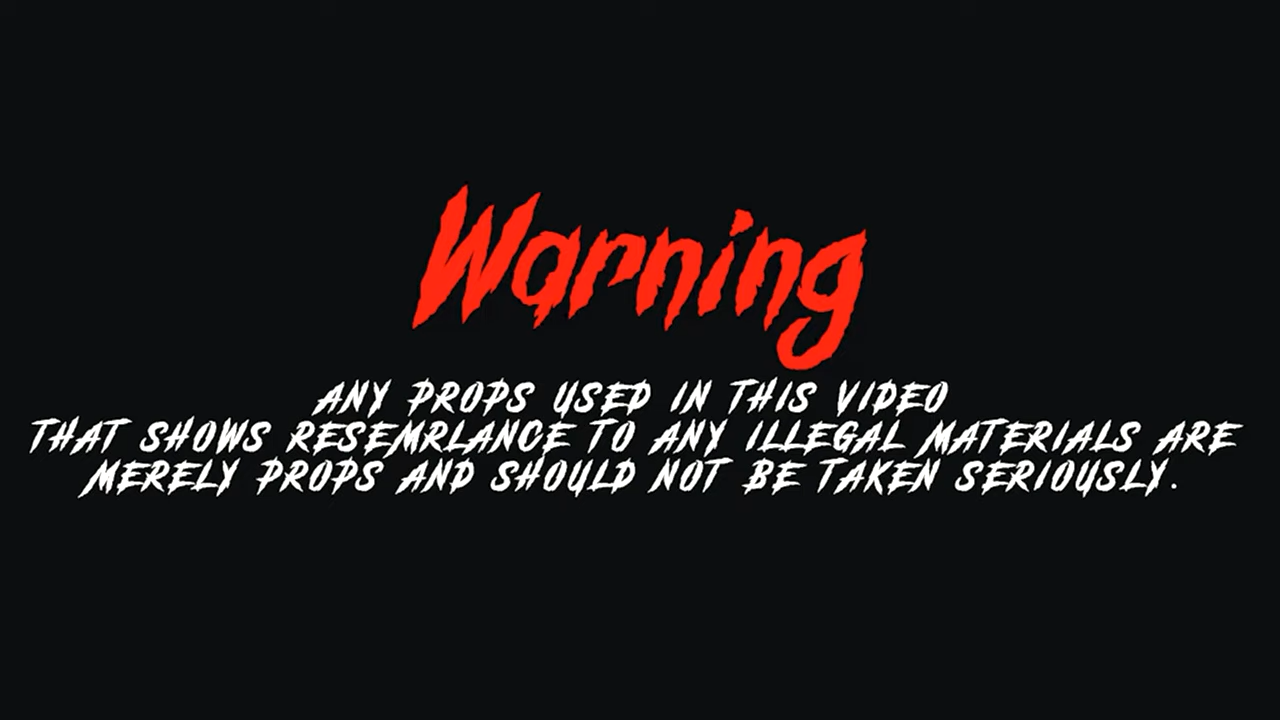 Warning
ANY PROPS USED IN THIS VIDEO
THAT SHOWS RESEMRLANCE TO ANY ILLEGAL MATERIALS ARE
MERELY PROPS AND SHOULD NOT BE TAKEN SERIOUSLY.